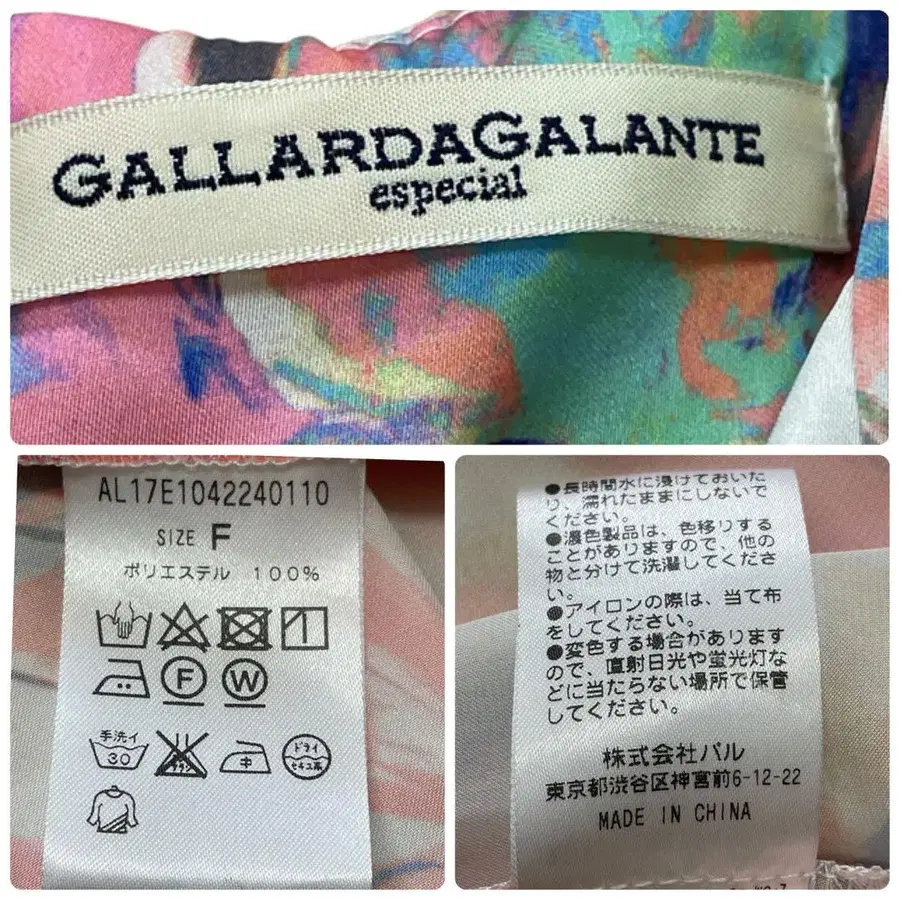 GALLARDAGALANTE
especial
AL17E1042240110
SIZE F
ポリエステル 100%
F
W
手洗イ
30
中
ドライ
セキユ系
●長時間水に浸けておいた
り、濡れたままにしないで
ください。
●濃色製品は、色移りする
ことがありますので、他の
物と分けて洗濯してくださ
い。
●アイロンの際は、当て布
をしてください。
●変色する場合があります
ので、直射日光や蛍光灯な
どに当たらない場所で保管
してください。
株式会社パル
東京都渋谷区神宮前6-12-22
MADE IN CHINA